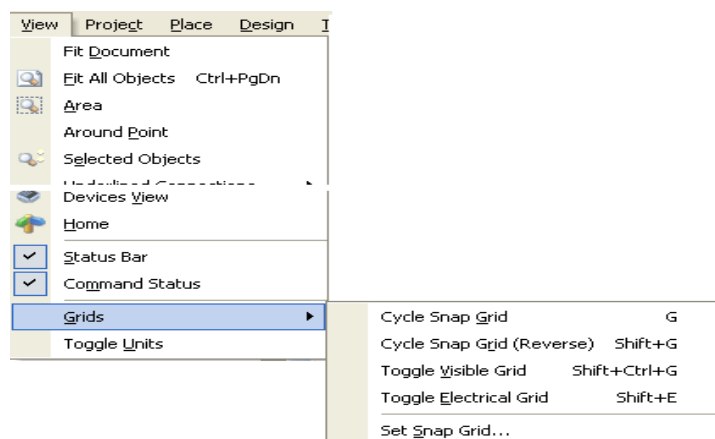 View Project Place Design
Fit Document
Fit All Objects Ctrl+PgDn
Area
Around Point
Selected Objects
Devices View
Home
Status Bar
Command Status
Grids
Toggle Units
Cycle Snap Grid G
Cycle Snap Grid (Reverse) Shift+G
Toggle Visible Grid Shift+Ctrl+G
Toggle Electrical Grid Shift+E
Set Snap Grid...